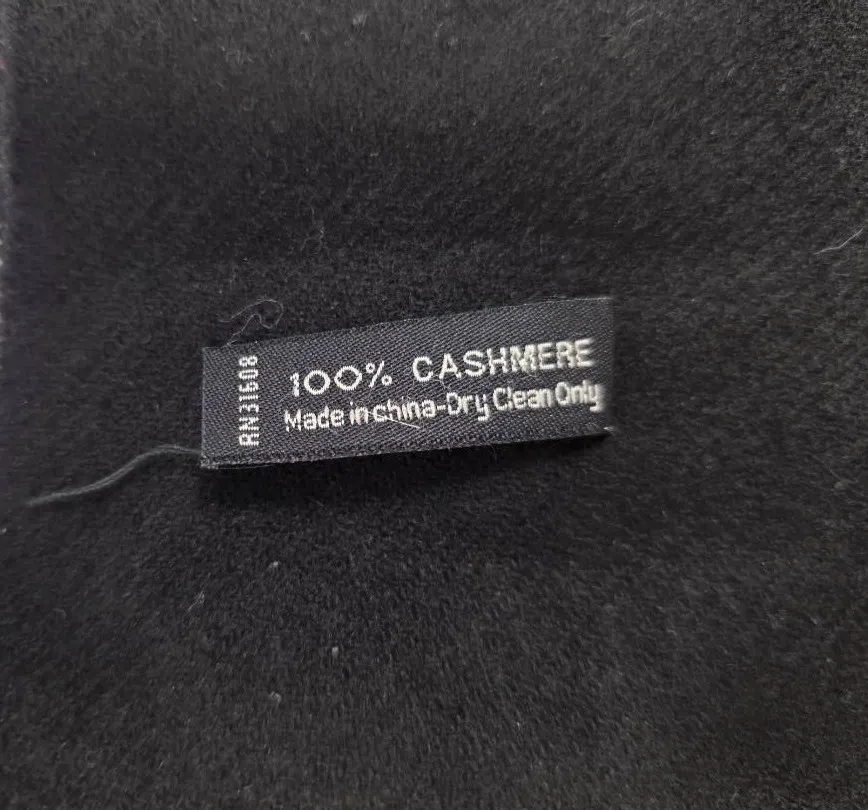 RN31608
100% CASHMERE
Made in china-Dry Clean Only